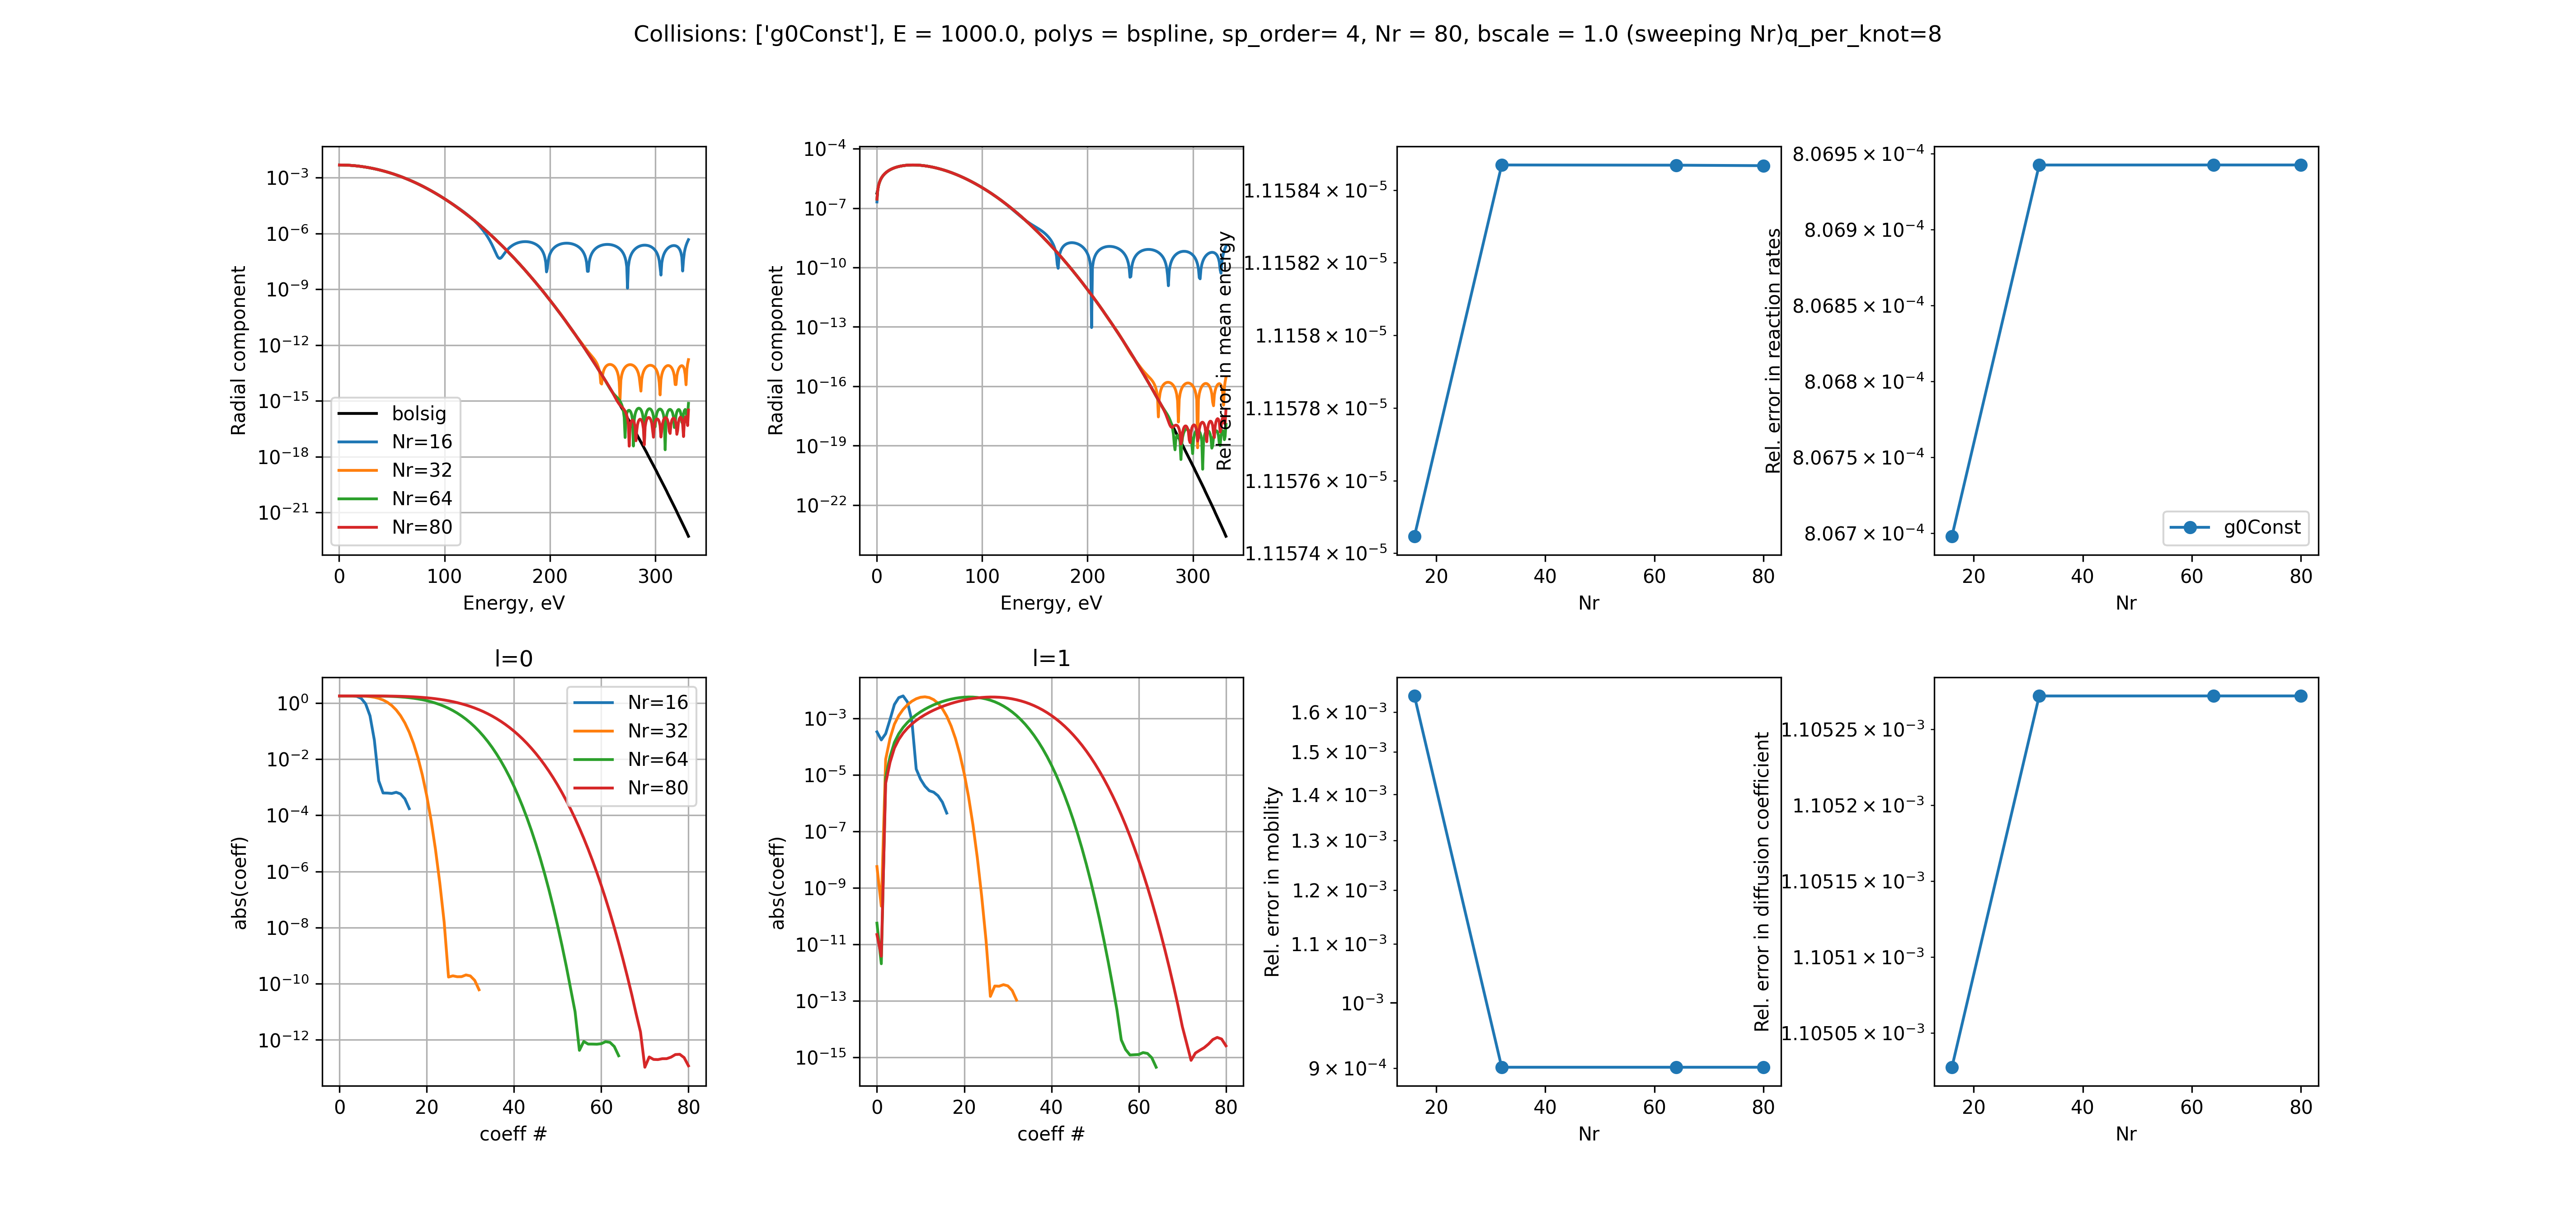 Collisions: ['g0Const'], E = 1000.0, polys = bspline, sp_order= 4, Nr = 80, bscale = 1.0 (sweeping Nr)q_per_knot=8
Radial component
10⁻³
10⁻⁶
10⁻⁹
10⁻¹²
10⁻¹⁵
10⁻¹⁸
10⁻²¹
bolsig
Nr=16
Nr=32
Nr=64
Nr=80
0 100 200 300
Energy, eV
Radial component
10⁻⁴
10⁻⁷
10⁻¹⁰
10⁻¹³
10⁻¹⁶
10⁻¹⁹
10⁻²²
0 100 200 300
Energy, eV
Rel. error in mean energy
1.11584 × 10⁻⁵
1.11582 × 10⁻⁵
1.1158 × 10⁻⁵
1.11578 × 10⁻⁵
1.11576 × 10⁻⁵
1.11574 × 10⁻⁵
20 40 60 80
Nr
Rel. error in reaction rates
8.0695 × 10⁻⁴
8.069 × 10⁻⁴
8.0685 × 10⁻⁴
8.068 × 10⁻⁴
8.0675 × 10⁻⁴
8.067 × 10⁻⁴
g0Const
20 40 60 80
Nr
l=0
abs(coeff)
10⁰
10⁻²
10⁻⁴
10⁻⁶
10⁻⁸
10⁻¹⁰
10⁻¹²
Nr=16
Nr=32
Nr=64
Nr=80
0 20 40 60 80
coeff #
l=1
abs(coeff)
10⁻³
10⁻⁵
10⁻⁷
10⁻⁹
10⁻¹¹
10⁻¹³
10⁻¹⁵
0 20 40 60 80
coeff #
Rel. error in mobility
1.6 × 10⁻³
1.5 × 10⁻³
1.4 × 10⁻³
1.3 × 10⁻³
1.2 × 10⁻³
1.1 × 10⁻³
10⁻³
9 × 10⁻⁴
20 40 60 80
Nr
Rel. error in diffusion coefficient
1.10525 × 10⁻³
1.1052 × 10⁻³
1.10515 × 10⁻³
1.1051 × 10⁻³
1.10505 × 10⁻³
20 40 60 80
Nr